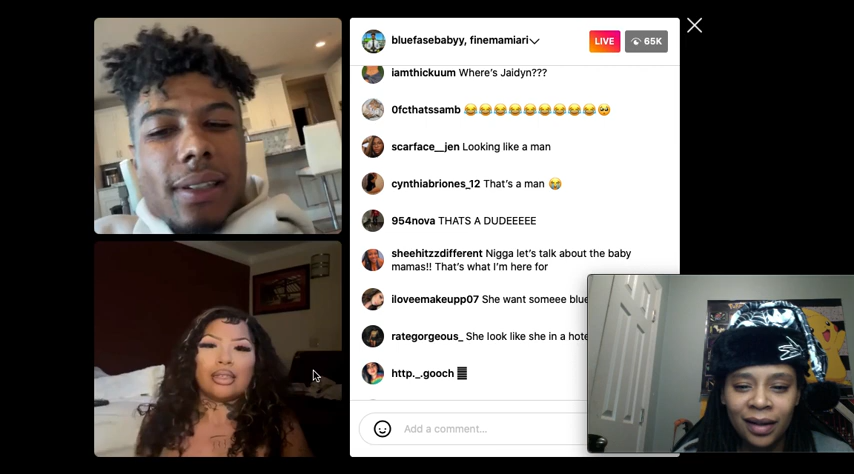 bluefasebabyy, finemamiari
LIVE
65K
iamthickuum Where's Jaidyn???
0fcthatssamb 😂😂😂😂😂😂😂😂😂🥺
scarface__jen Looking like a man
cynthiabriones_12 That's a man 😭
954nova THATS A DUDEEEEE
sheehitzzdifferent Nigga let's talk about the baby
mamas!! That's what I'm here for
iloveemakeupp07 She want someee blue
rategorgeous_ She look like she in a hote
http._.gooch
Add a comment...